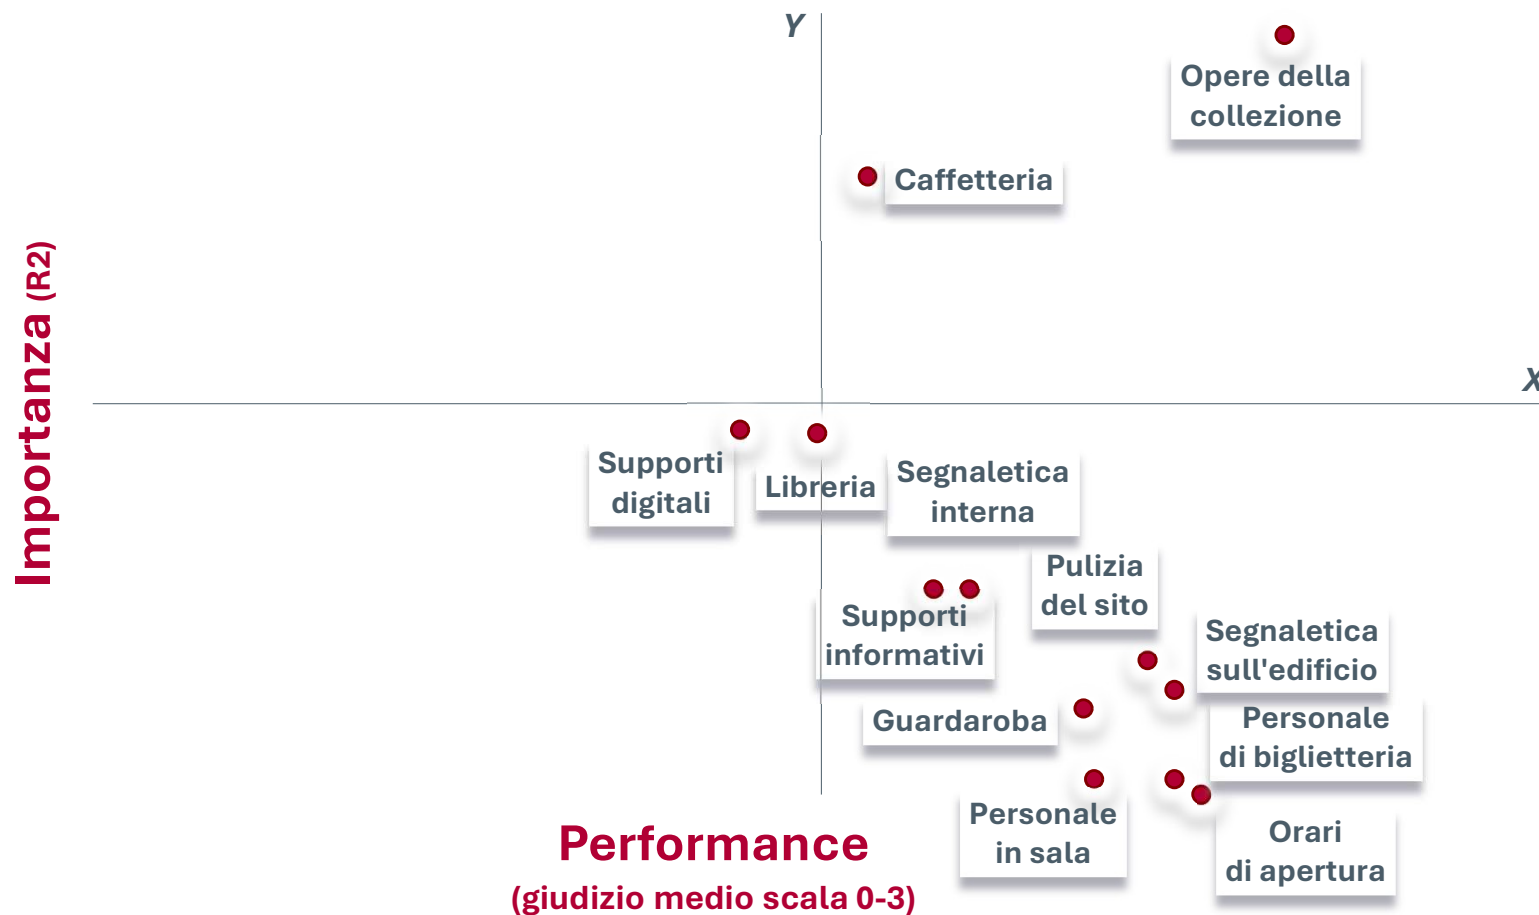 Y
Opere della
collezione
Caffetteria
Importanza (R2)
X
Supporti
digitali
Libreria
Segnaletica
interna
Pulizia
del sito
Supporti
informativi
Segnaletica
sull'edificio
Guardaroba
Personale
di biglietteria
Personale
in sala
Orari
di apertura
Performance
(giudizio medio scala 0-3)